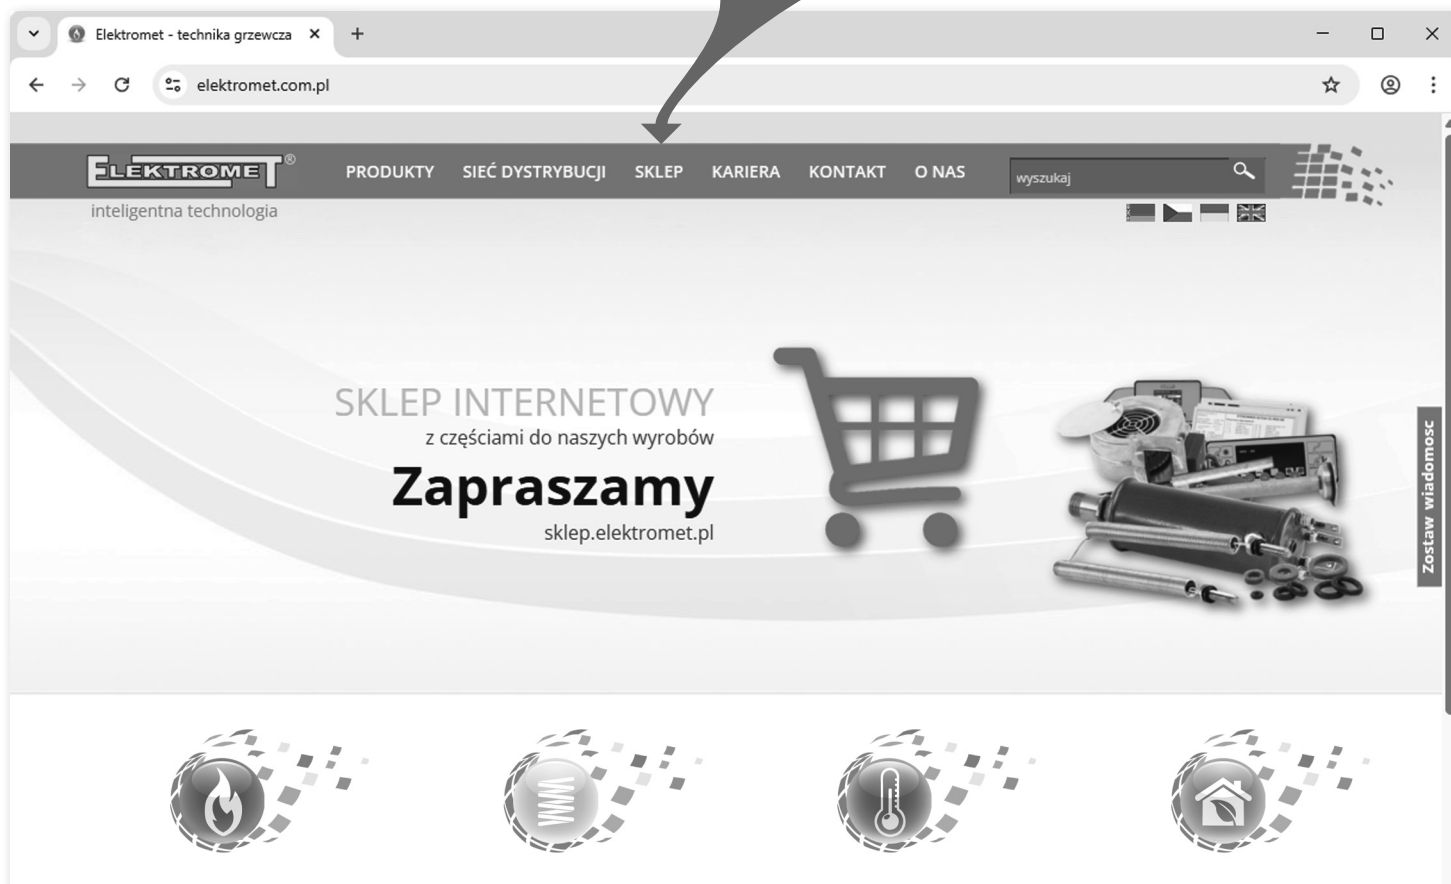 Elektromet - technika grzewcza
elektromet.com.pl
ELEKTROMET®
PRODUKTY SIEĆ DYSTRYBUCJI SKLEP KARIERA KONTAKT O NAS
wyszukaj
inteligentna technologia
SKLEP INTERNETOWY
z częściami do naszych wyrobów
Zapraszamy
sklep.elektromet.pl
Zostaw wiadomosc